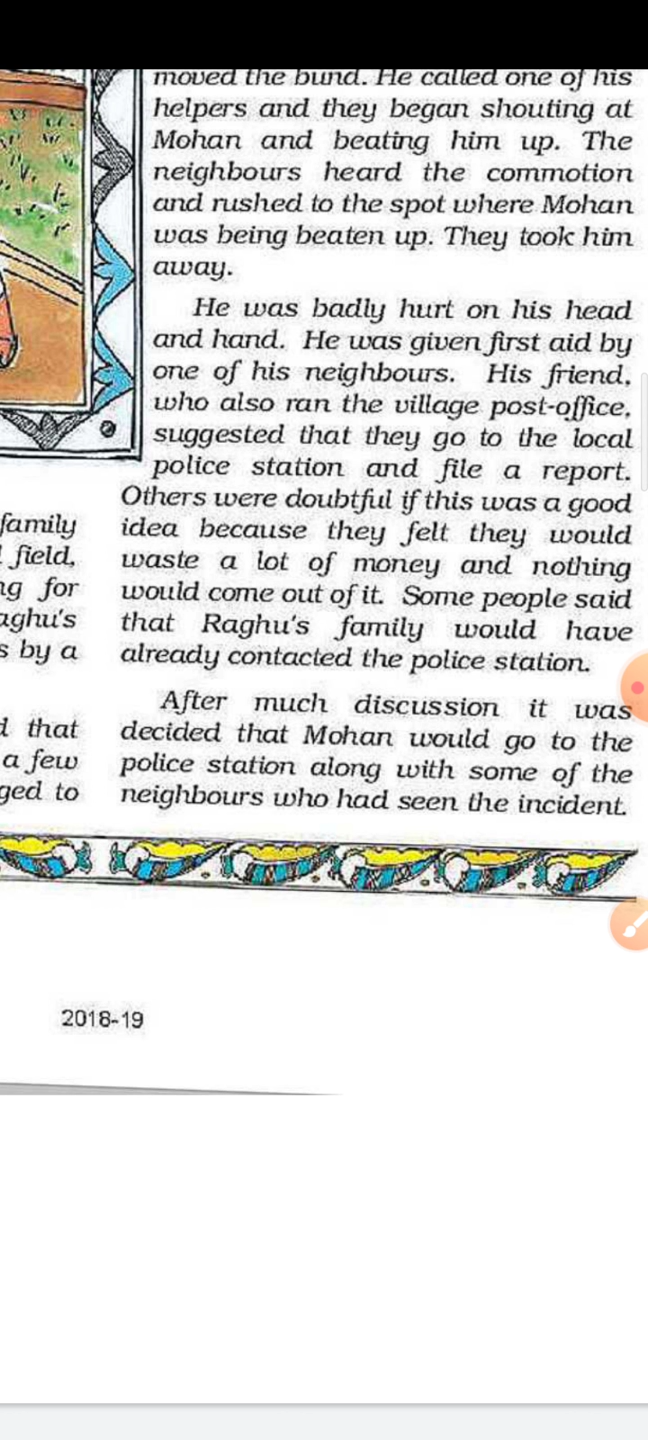 family
field,
for
aghu's
s by a
that
a few
ged to
moved the bund. He called one of his
helpers and they began shouting at
Mohan and beating him up. The
neighbours heard the commotion
and rushed to the spot where Mohan
was being beaten up. They took him
away.
He was badly hurt on his head
and hand. He was given first aid by
one of his neighbours. His friend,
who also ran the village post-office,
suggested that they go to the local
police station and file a report.
Others were doubtful if this was a good
idea because they felt they would
waste a lot of money and nothing
would come out of it. Some people said
that Raghu's family would have
already contacted the police station.
After much discussion it was
decided that Mohan would go to the
police station along with some of the
neighbours who had seen the incident.
2018-19